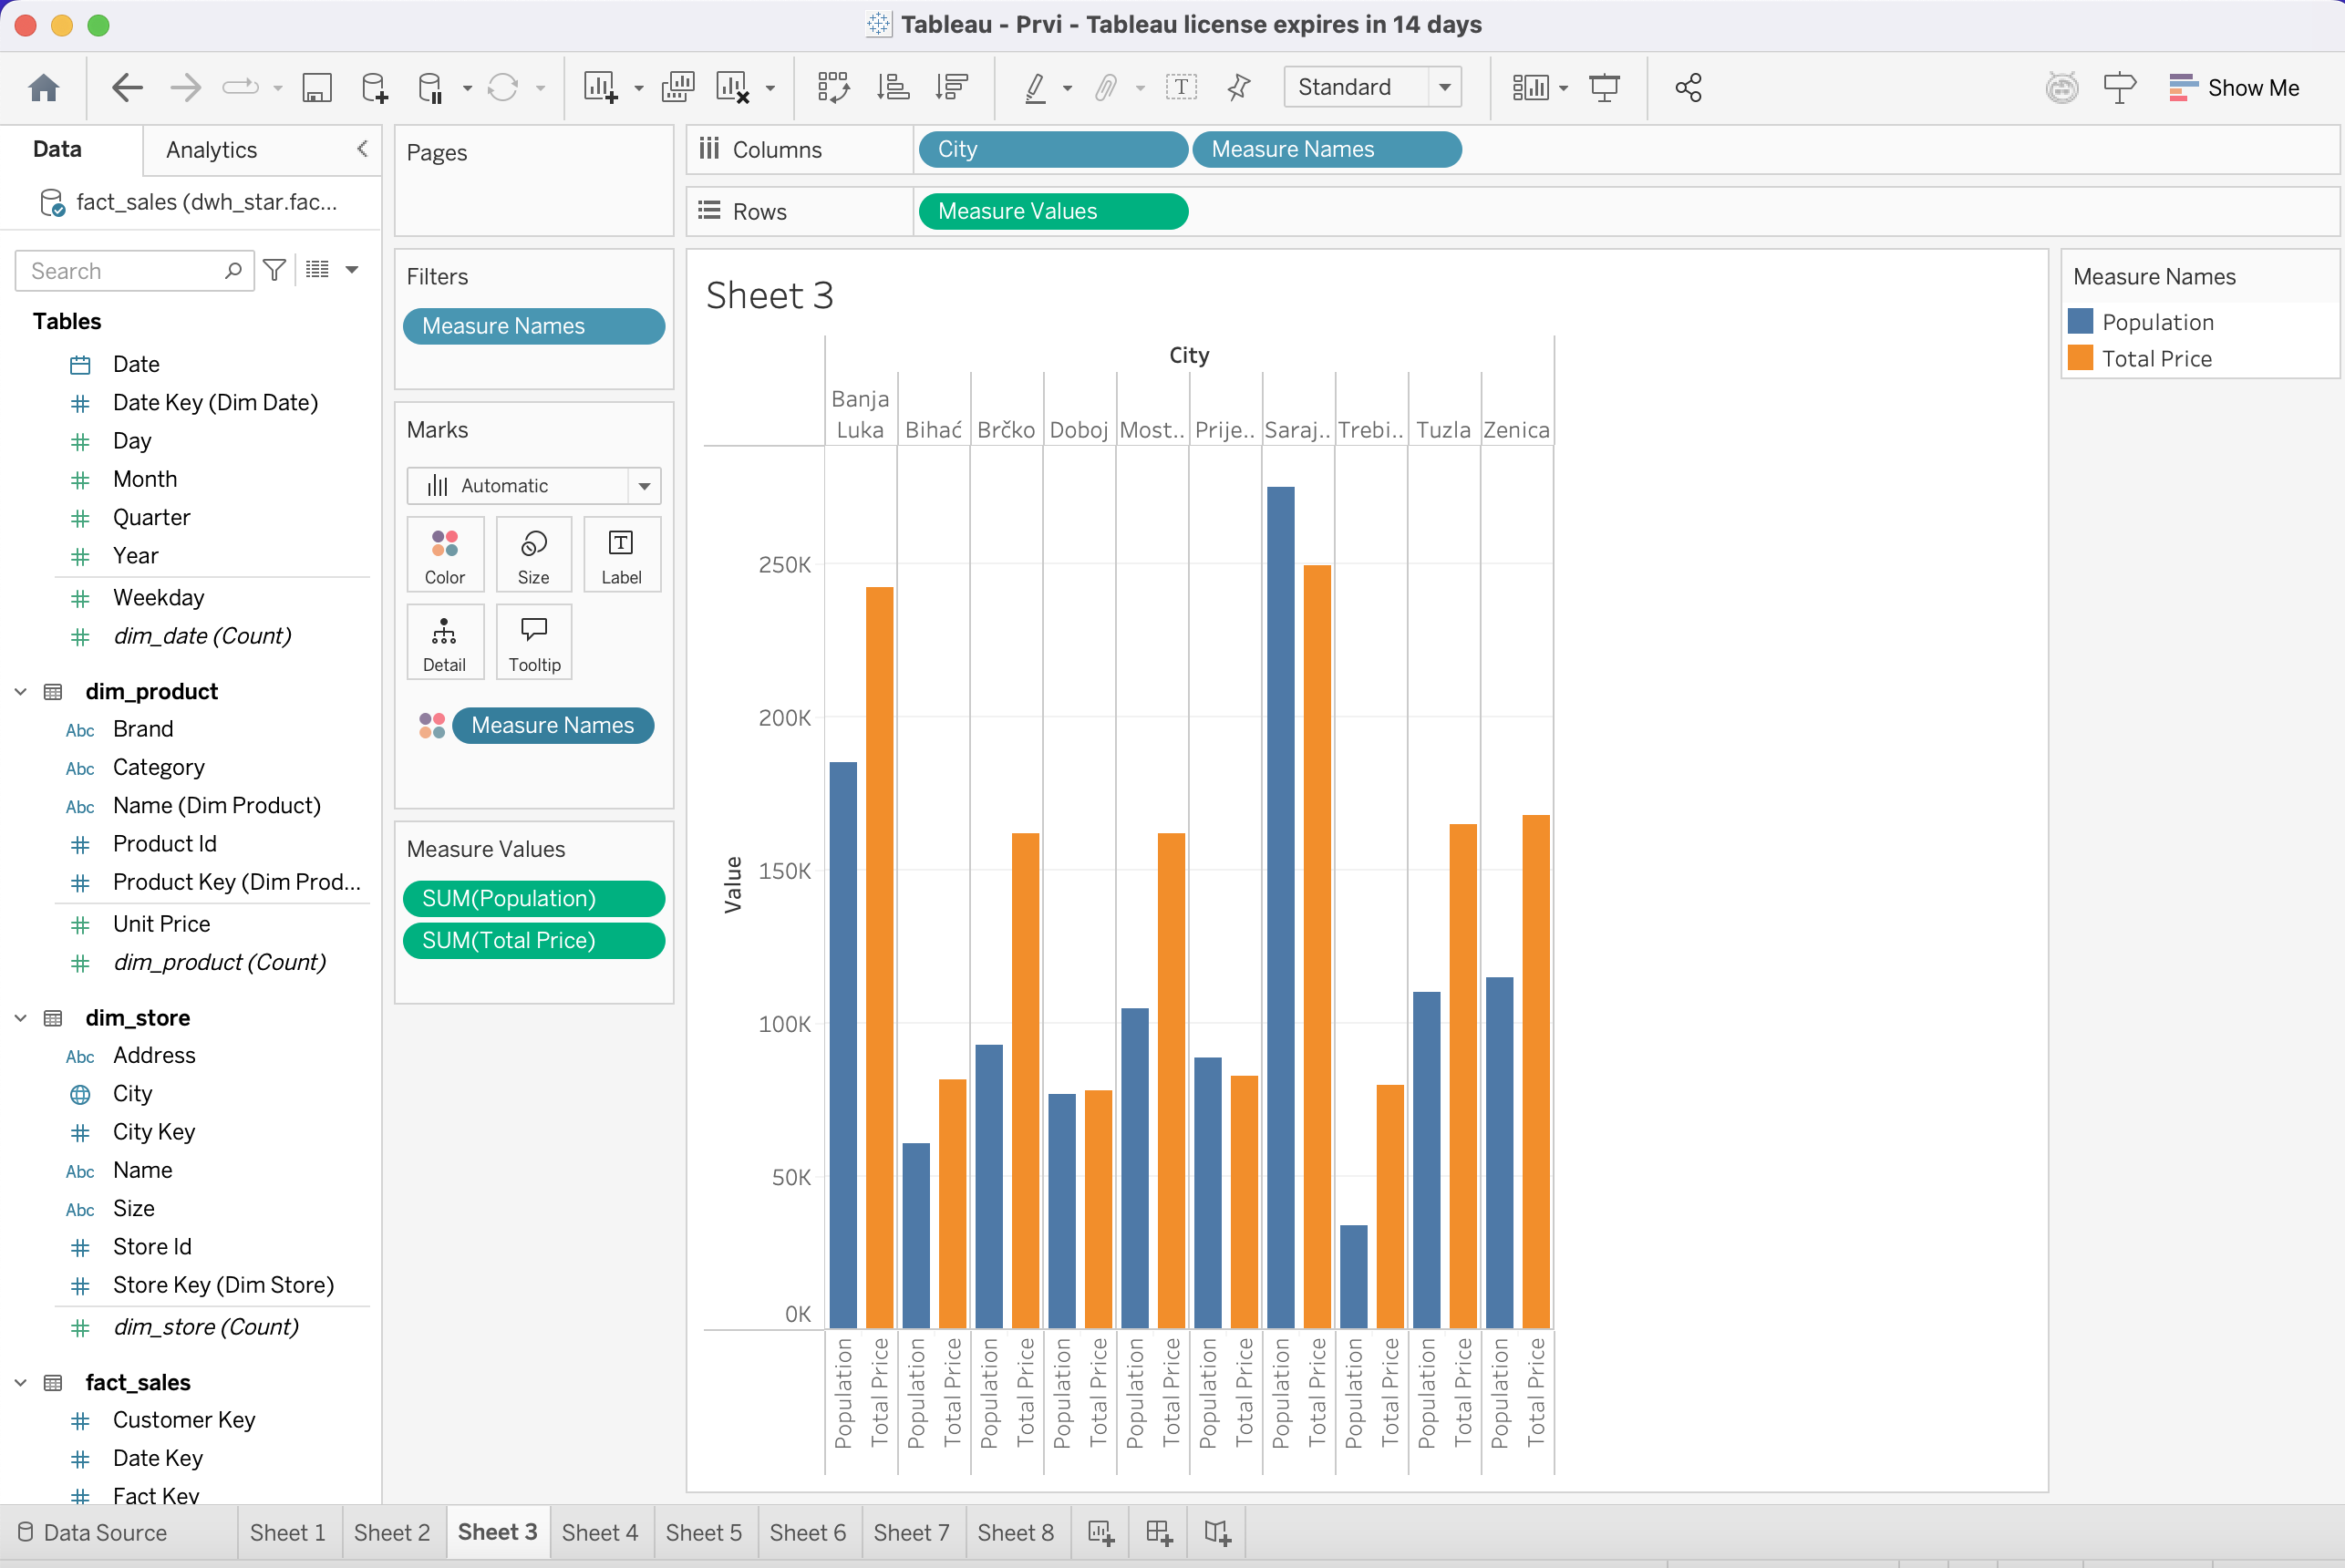 Tableau - Prvi - Tableau license expires in 14 days
Standard
Show Me
Data
Analytics
fact_sales (dwh_star.fac...
Search
Tables
Date
Date Key (Dim Date)
Day
Month
Quarter
Year
Weekday
dim_date (Count)
dim_product
Abc Brand
Abc Category
Abc Name (Dim Product)
Product Id
Product Key (Dim Prod...
Unit Price
dim_product (Count)
dim_store
Abc Address
City
City Key
Abc Name
Abc Size
Store Id
Store Key (Dim Store)
dim_store (Count)
fact_sales
Customer Key
Date Key
Fact Key
Pages
Filters
Measure Names
Marks
Automatic
Color Size Label
Detail Tooltip
Measure Names
Measure Values
SUM(Population)
SUM(Total Price)
Columns City Measure Names
Rows Measure Values
Sheet 3
City
Banja
Luka Bihać Brčko Doboj Most.. Prije.. Saraj.. Trebi.. Tuzla Zenica
Value
250K
200K
150K
100K
50K
0K
Population Total Price Population Total Price Population Total Price Population Total Price Population Total Price Population Total Price Population Total Price Population Total Price Population Total Price Population Total Price
Measure Names
Population
Total Price
Data Source Sheet 1 Sheet 2 Sheet 3 Sheet 4 Sheet 5 Sheet 6 Sheet 7 Sheet 8